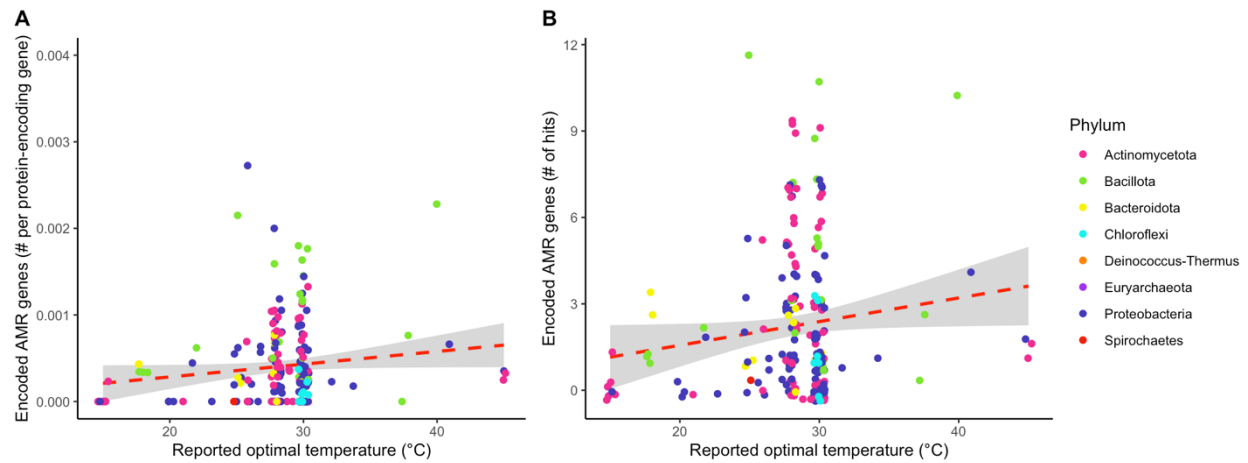 A
Encoded AMR genes (# per protein-encoding gene)
0.004
0.003
0.002
0.001
0.000
20
30
40
Reported optimal temperature (°C)
B
Encoded AMR genes (# of hits)
12
9
6
3
0
20
30
40
Reported optimal temperature (°C)
Phylum
Actinomycetota
Bacillota
Bacteroidota
Chloroflexi
Deinococcus-Thermus
Euryarchaeota
Proteobacteria
Spirochaetes